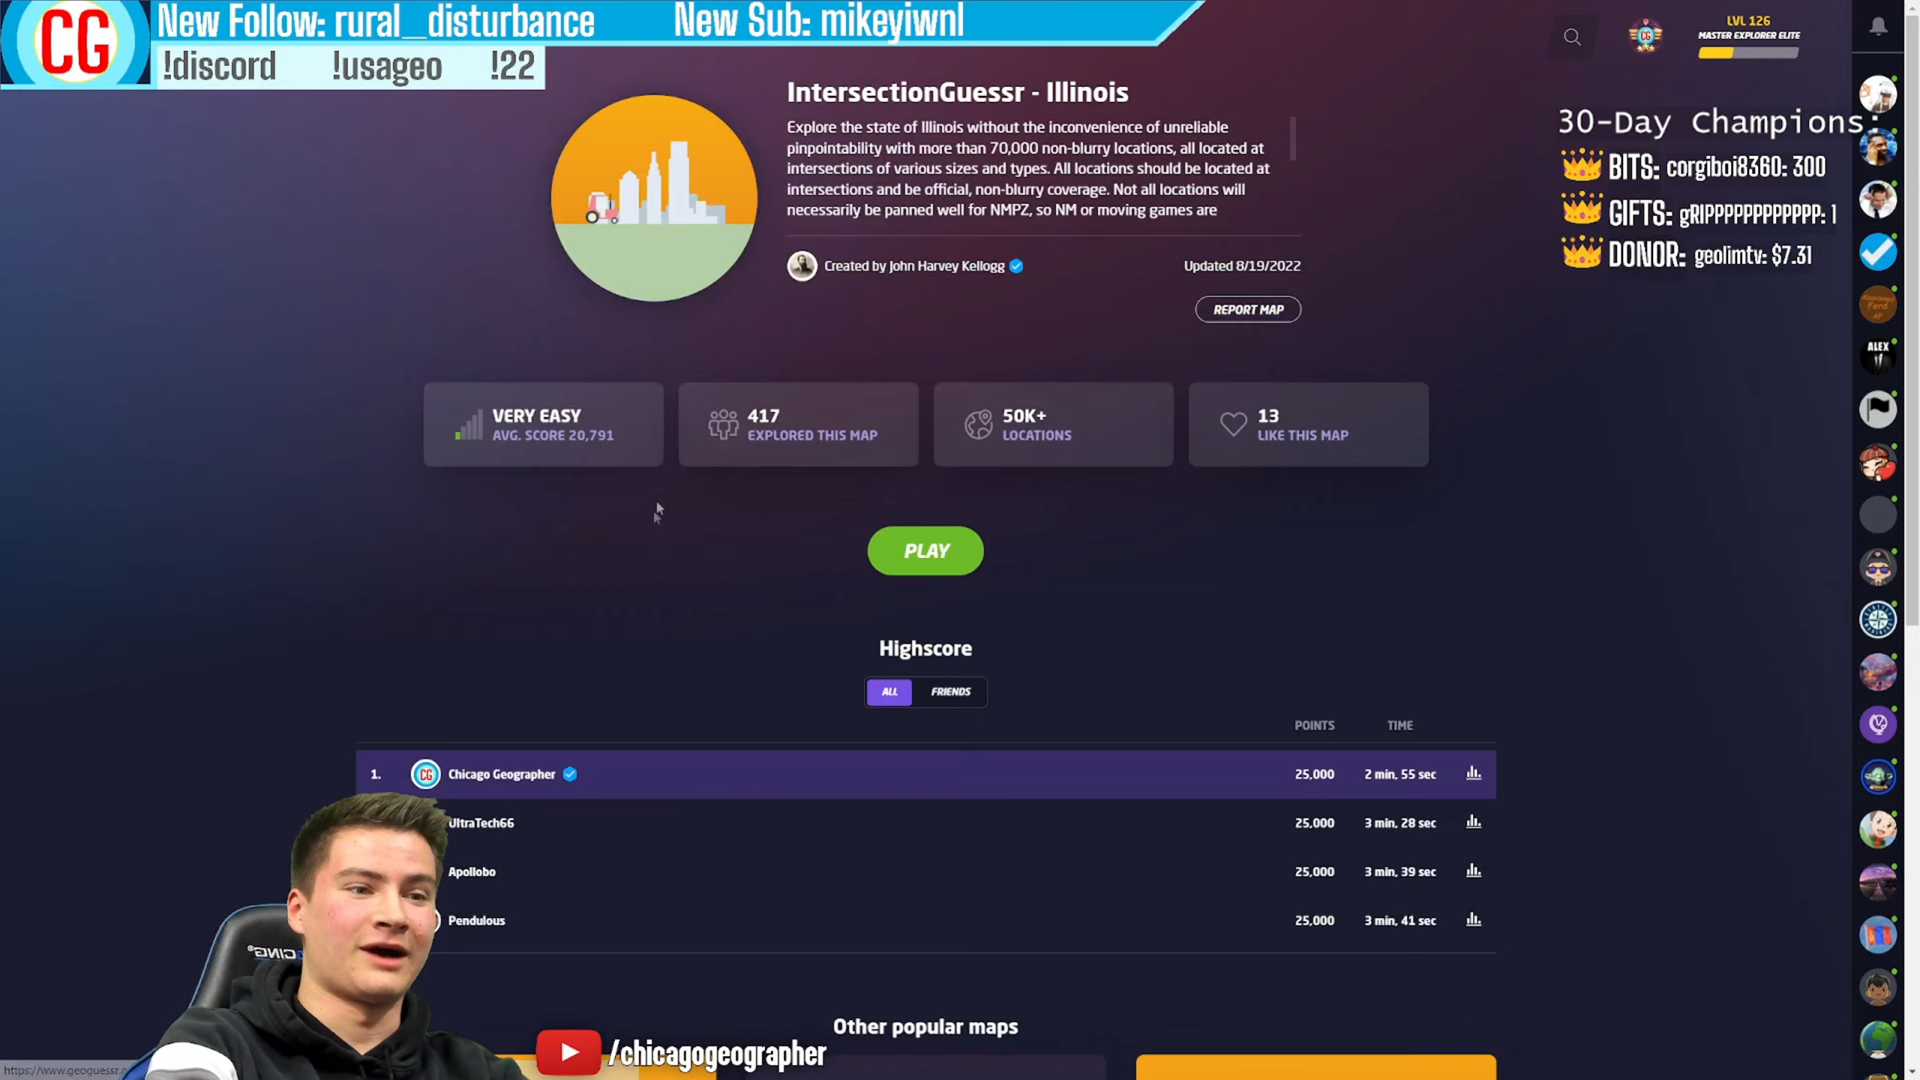 CG
New Follow: rural_disturbance
New Sub: mikeyiwnl
!discord !usageo !22
LVL 126
MASTER EXPLORER ELITE
CG
IntersectionGuessr - Illinois
Explore the state of Illinois without the inconvenience of unreliable
pinpointability with more than 70,000 non-blurry locations, all located at
intersections of various sizes and types. All locations should be located at
intersections and be official, non-blurry coverage. Not all locations will
necessarily be panned well for NMPZ, so NM or moving games are
Created by John Harvey Kellogg
Updated 8/19/2022
REPORT MAP
30-Day Champions:
BITS: corgiboi8360: 300
GIFTS: gRIPPPPPPPPPPPP: 1
DONOR: geolimtv: $7.31
ALEX
VERY EASY
AVG. SCORE 20,791
417
EXPLORED THIS MAP
50K+
LOCATIONS
13
LIKE THIS MAP
PLAY
Highscore
ALL FRIENDS
POINTS TIME
1. CG Chicago Geographer 25,000 2 min, 55 sec
UltraTech66 25,000 3 min, 28 sec
Apollobo 25,000 3 min, 39 sec
Pendulous 25,000 3 min, 41 sec
Other popular maps
/chicagogeographer